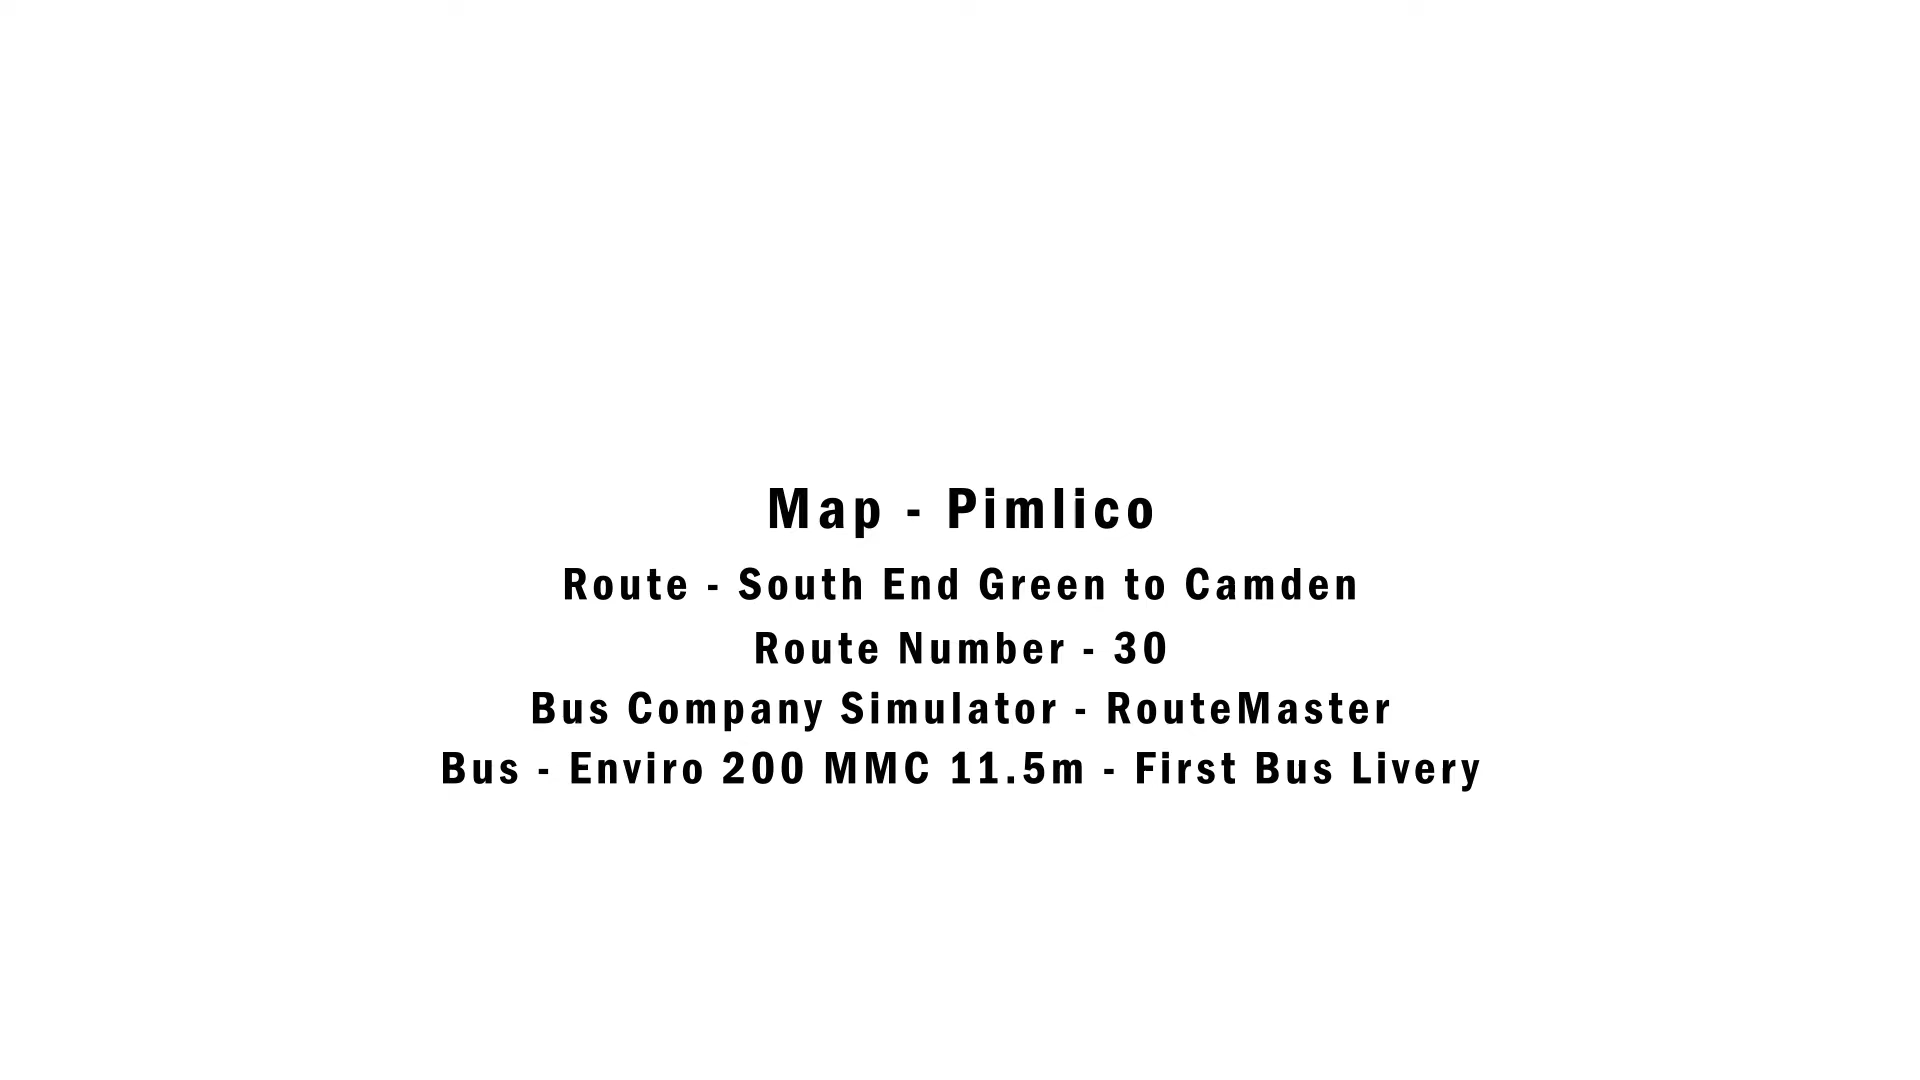 Map - Pimlico
Route - South End Green to Camden
Route Number - 30
Bus Company Simulator - RouteMaster
Bus - Enviro 200 MMC 11.5m - First Bus Livery